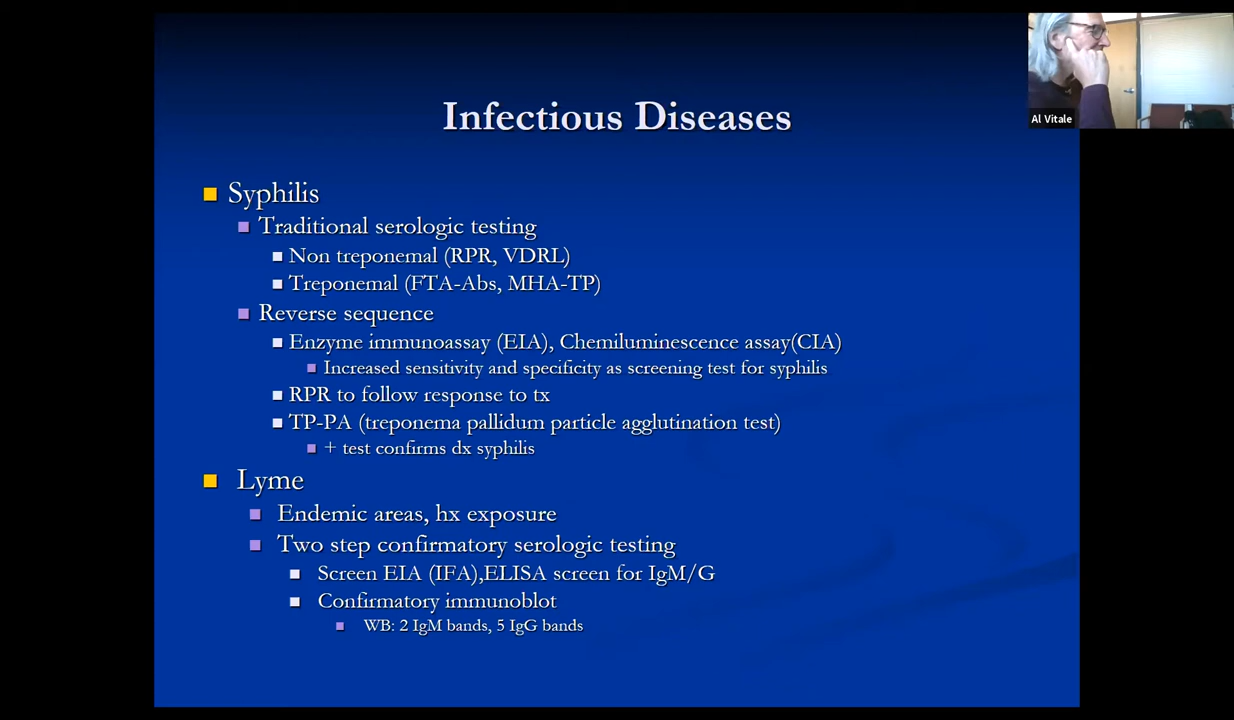 Infectious Diseases
Al Vitale
Syphilis
Traditional serologic testing
Non treponemal (RPR, VDRL)
Treponemal (FTA-Abs, MHA-TP)
Reverse sequence
Enzyme immunoassay (EIA), Chemiluminescence assay(CIA)
Increased sensitivity and specificity as screening test for syphilis
RPR to follow response to tx
TP-PA (treponema pallidum particle agglutination test)
+ test confirms dx syphilis
Lyme
Endemic areas, hx exposure
Two step confirmatory serologic testing
Screen EIA (IFA),ELISA screen for IgM/G
Confirmatory immunoblot
WB: 2 IgM bands, 5 IgG bands